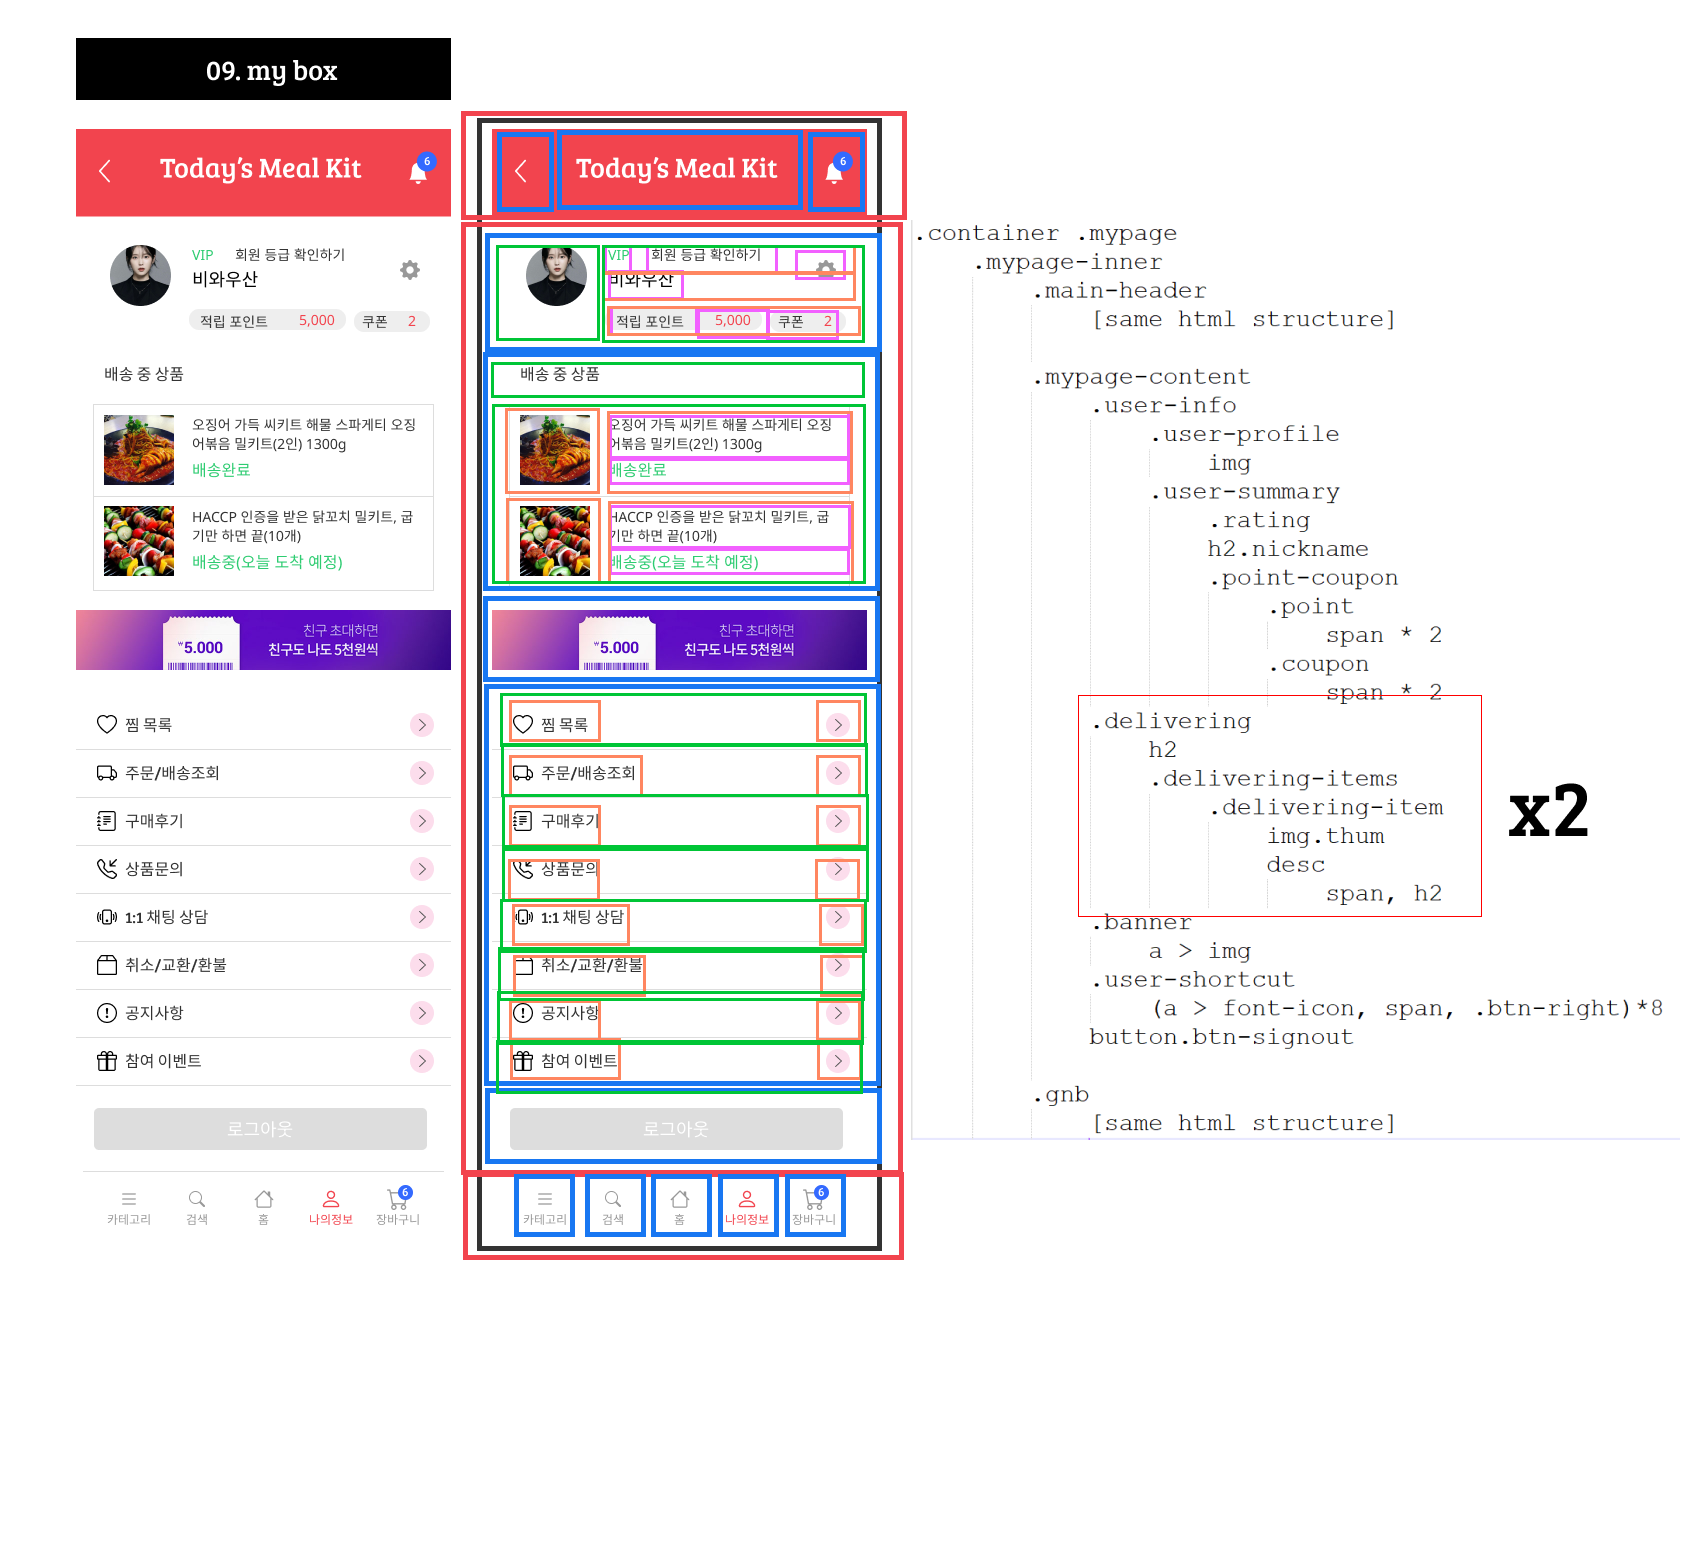 09. my box
Today's Meal Kit
6
VIP 회원 등급 확인하기
비와우산
적립 포인트 5,000 쿠폰 2
배송 중 상품
오징어 가득 씨키트 해물 스파게티 오징
어볶음 밀키트(2인) 1300g
배송완료
HACCP 인증을 받은 닭꼬치 밀키트, 굽
기만 하면 끝(10개)
배송중(오늘 도착 예정)
₩5.000
친구 초대하면
친구도 나도 5천원씩
찜 목록
주문/배송조회
구매후기
상품문의
1:1 채팅 상담
취소/교환/환불
공지사항
참여 이벤트
로그아웃
6
카테고리 검색 홈 나의정보 장바구니
Today's Meal Kit
6
VIP 회원 등급 확인하기
비와우산
적립 포인트 5,000 쿠폰 2
배송 중 상품
오징어 가득 씨키트 해물 스파게티 오징
어볶음 밀키트(2인) 1300g
배송완료
HACCP 인증을 받은 닭꼬치 밀키트, 굽
기만 하면 끝(10개)
배송중(오늘 도착 예정)
₩5.000
친구 초대하면
친구도 나도 5천원씩
찜 목록
주문/배송조회
구매후기
상품문의
1:1 채팅 상담
취소/교환/환불
공지사항
참여 이벤트
로그아웃
6
카테고리 검색 홈 나의정보 장바구니
.container .mypage
.mypage-inner
.main-header
[same html structure]
.mypage-content
.user-info
.user-profile
img
.user-summary
.rating
h2.nickname
.point-coupon
.point
span * 2
.coupon
span * 2
.delivering
h2
.delivering-items
.delivering-item
img.thum
desc
span, h2
.banner
a > img
.user-shortcut
(a > font-icon, span, .btn-right)*8
button.btn-signout
.gnb
[same html structure]
x2